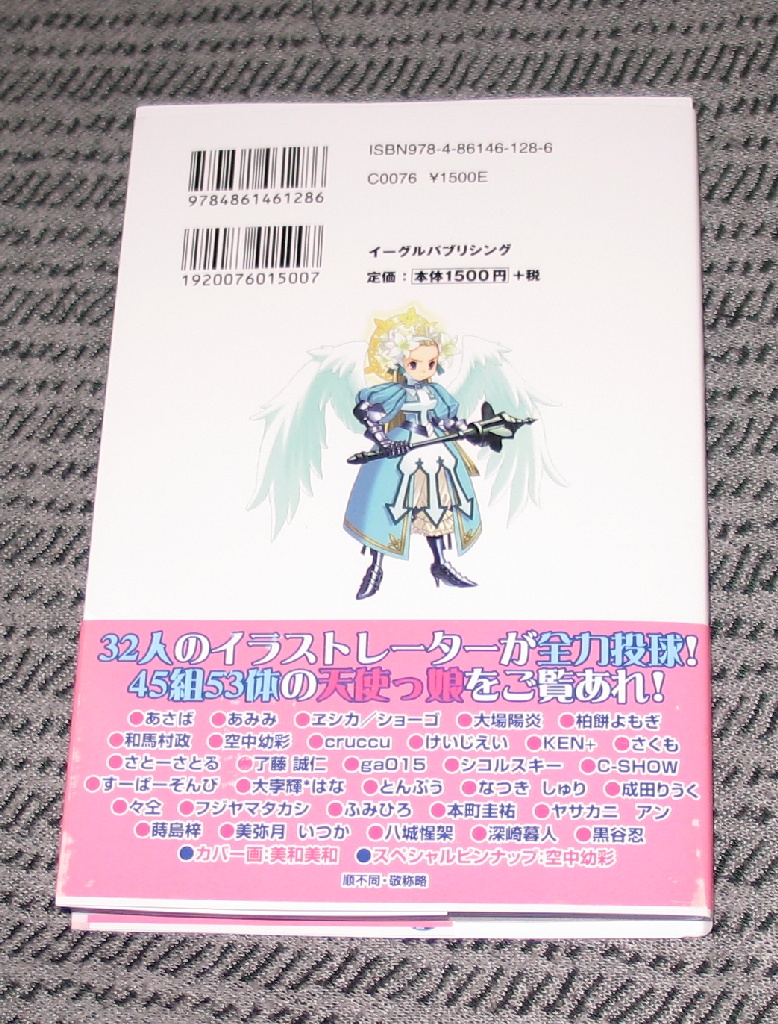 ISBN978-4-86146-128-6
9784861461286
C0076 ¥1500E
イーグルパブリシング
1920076015007
定価：本体1500円+税
32人のイラストレーターが全力投球!
45組53体の天使っ娘をご覧あれ!
●あさば ●あみみ ●ヱシカ／ショーゴ ●大場陽炎 ●柏餅よもぎ
●和馬村政 ●空中幼彩 ●cruccu ●けいじえい ●KEN+ ●さくも
●さとーさとる ●了藤 誠仁 ●ga015 ●シコルスキー ●C-SHOW
●すーぱーぞんび ●大孛輝*はな ●とんぷう ●なつき しゅり ●成田りうく
●々仝 ●フジヤマタカシ ●ふみひろ ●本町圭祐 ●ヤサカニ アン
●蒔島梓 ●美弥月 いつか ●八城惺架 ●深崎暮人 ●黒谷忍
●カバー画:美和美和 ●スペシャルピンナップ:空中幼彩
順不同・敬称略